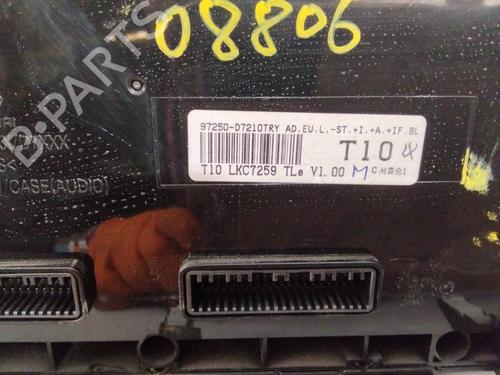 08806
97250-D7210TRY AD.EU.L.-ST.+I.+A.+IF.BL
T10
T10 LKC7259 TLe V1.00 M C.M
/CASE(AUDIO)
B-PARTS